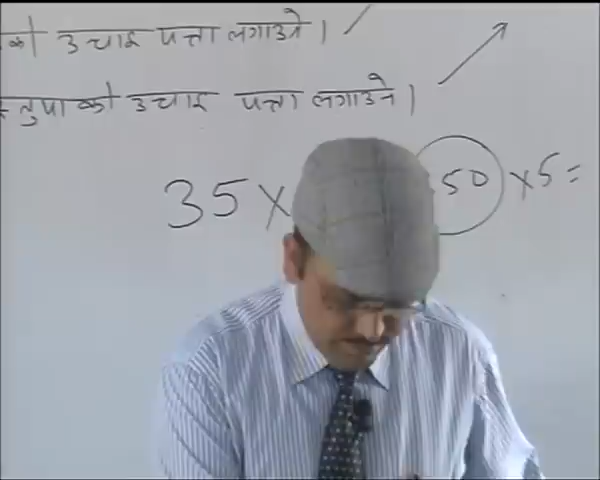 को उचाइ पत्ता लगाउने।
टुपाको उचाइ पत्ता लगाउने।
35 x 50 x 5 =